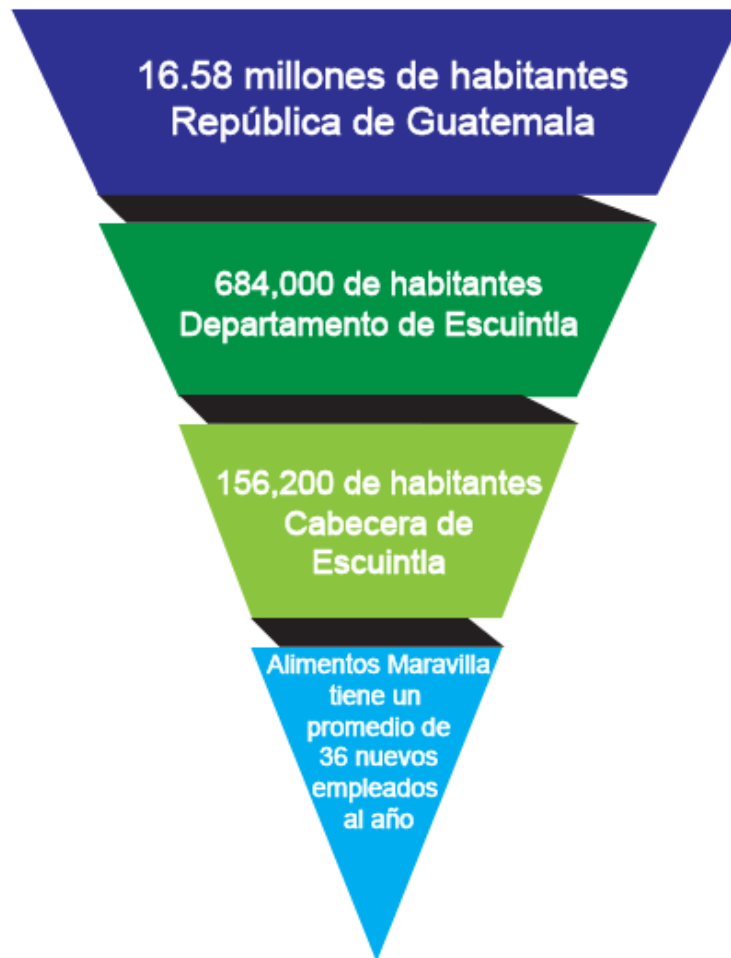 16.58 millones de habitantes
República de Guatemala
684,000 de habitantes
Departamento de Escuintla
156,200 de habitantes
Cabecera de
Escuintla
Alimentos Maravilla
tiene un
promedio de
36 nuevos
empleados
al año